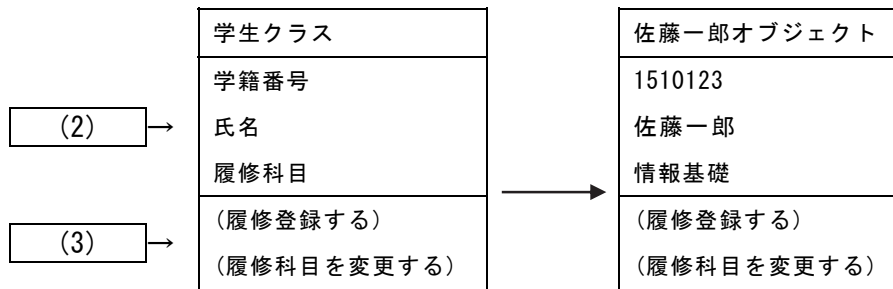 学生クラス 佐藤一郎オブジェクト
学籍番号 1510123
(2) → 氏名 佐藤一郎
履修科目 情報基礎
(3) → (履修登録する) (履修登録する)
(履修科目を変更する) (履修科目を変更する)